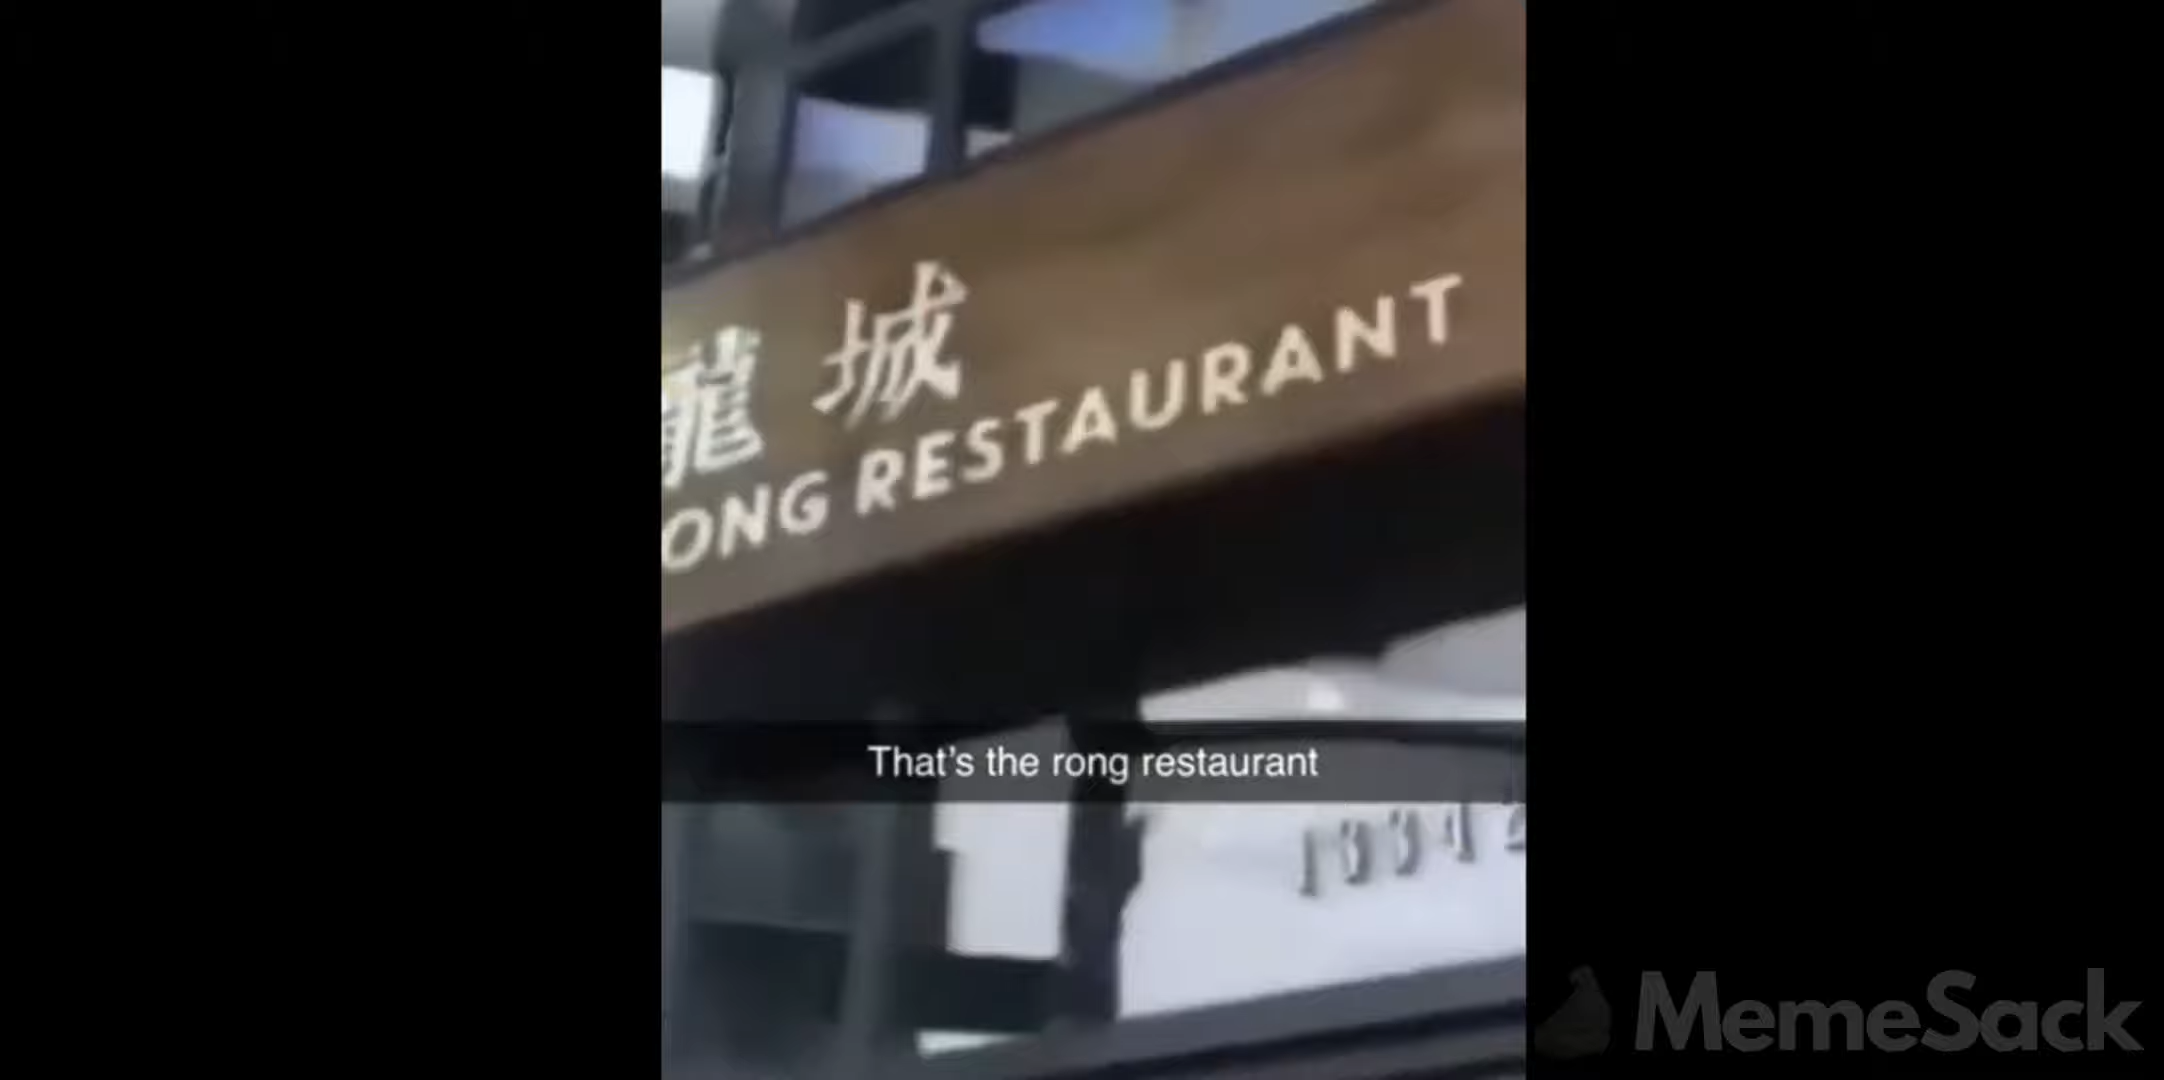 龍城
ONG RESTAURANT
That's the rong restaurant
MemeSack